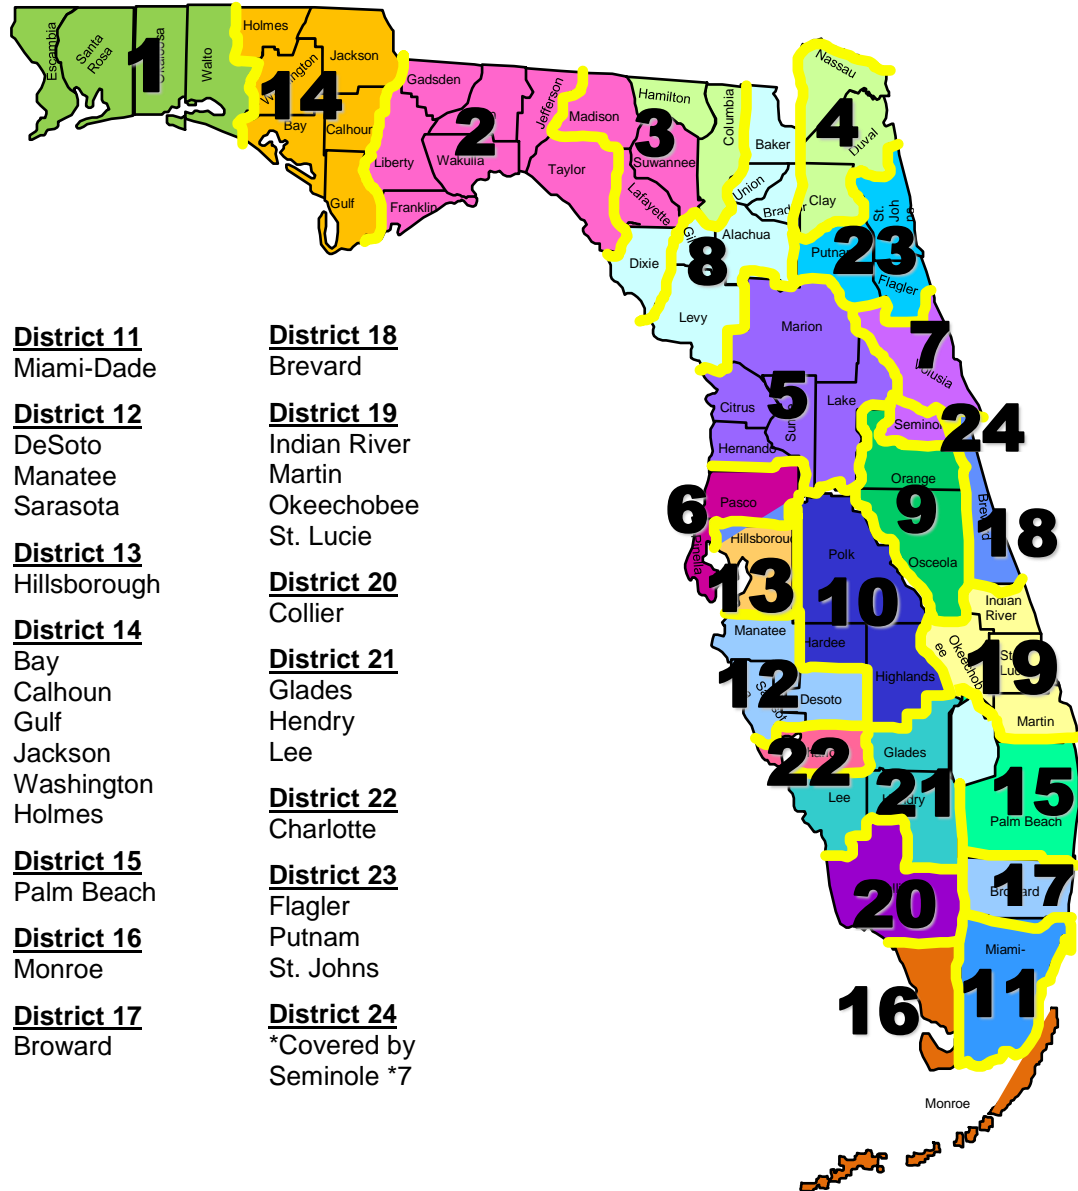 District 11
Miami-Dade
District 12
DeSoto
Manatee
Sarasota
District 13
Hillsborough
District 14
Bay
Calhoun
Gulf
Jackson
Washington
Holmes
District 15
Palm Beach
District 16
Monroe
District 17
Broward
District 18
Brevard
District 19
Indian River
Martin
Okeechobee
St. Lucie
District 20
Collier
District 21
Glades
Hendry
Lee
District 22
Charlotte
District 23
Flagler
Putnam
St. Johns
District 24
*Covered by
Seminole *7
Escambia
Santa
Rosa
1
Walto
Holmes
Jackson
14
Bay
Calhoun
Gulf
Gadsden
2
Jefferson
Liberty
Wakulla
Franklin
Taylor
Madison
Hamilton
3
Suwannee
Lafayette
Columbia
Baker
Union
Nassau
4
Duval
Clay
St.
Joh
23
Flagler
Alachua
8
Dixie
Levy
Marion
7
5
Citrus
Lake
Hernando
24
Orange
9
Osceola
18
6
Pasco
13
Polk
10
Indian
River
Manatee
Hardee
Highlands
12
Desoto
Okeechob
ee
19
Martin
22
Glades
Lee
21
15
Palm Beach
20
17
Miami-
11
16
Monroe